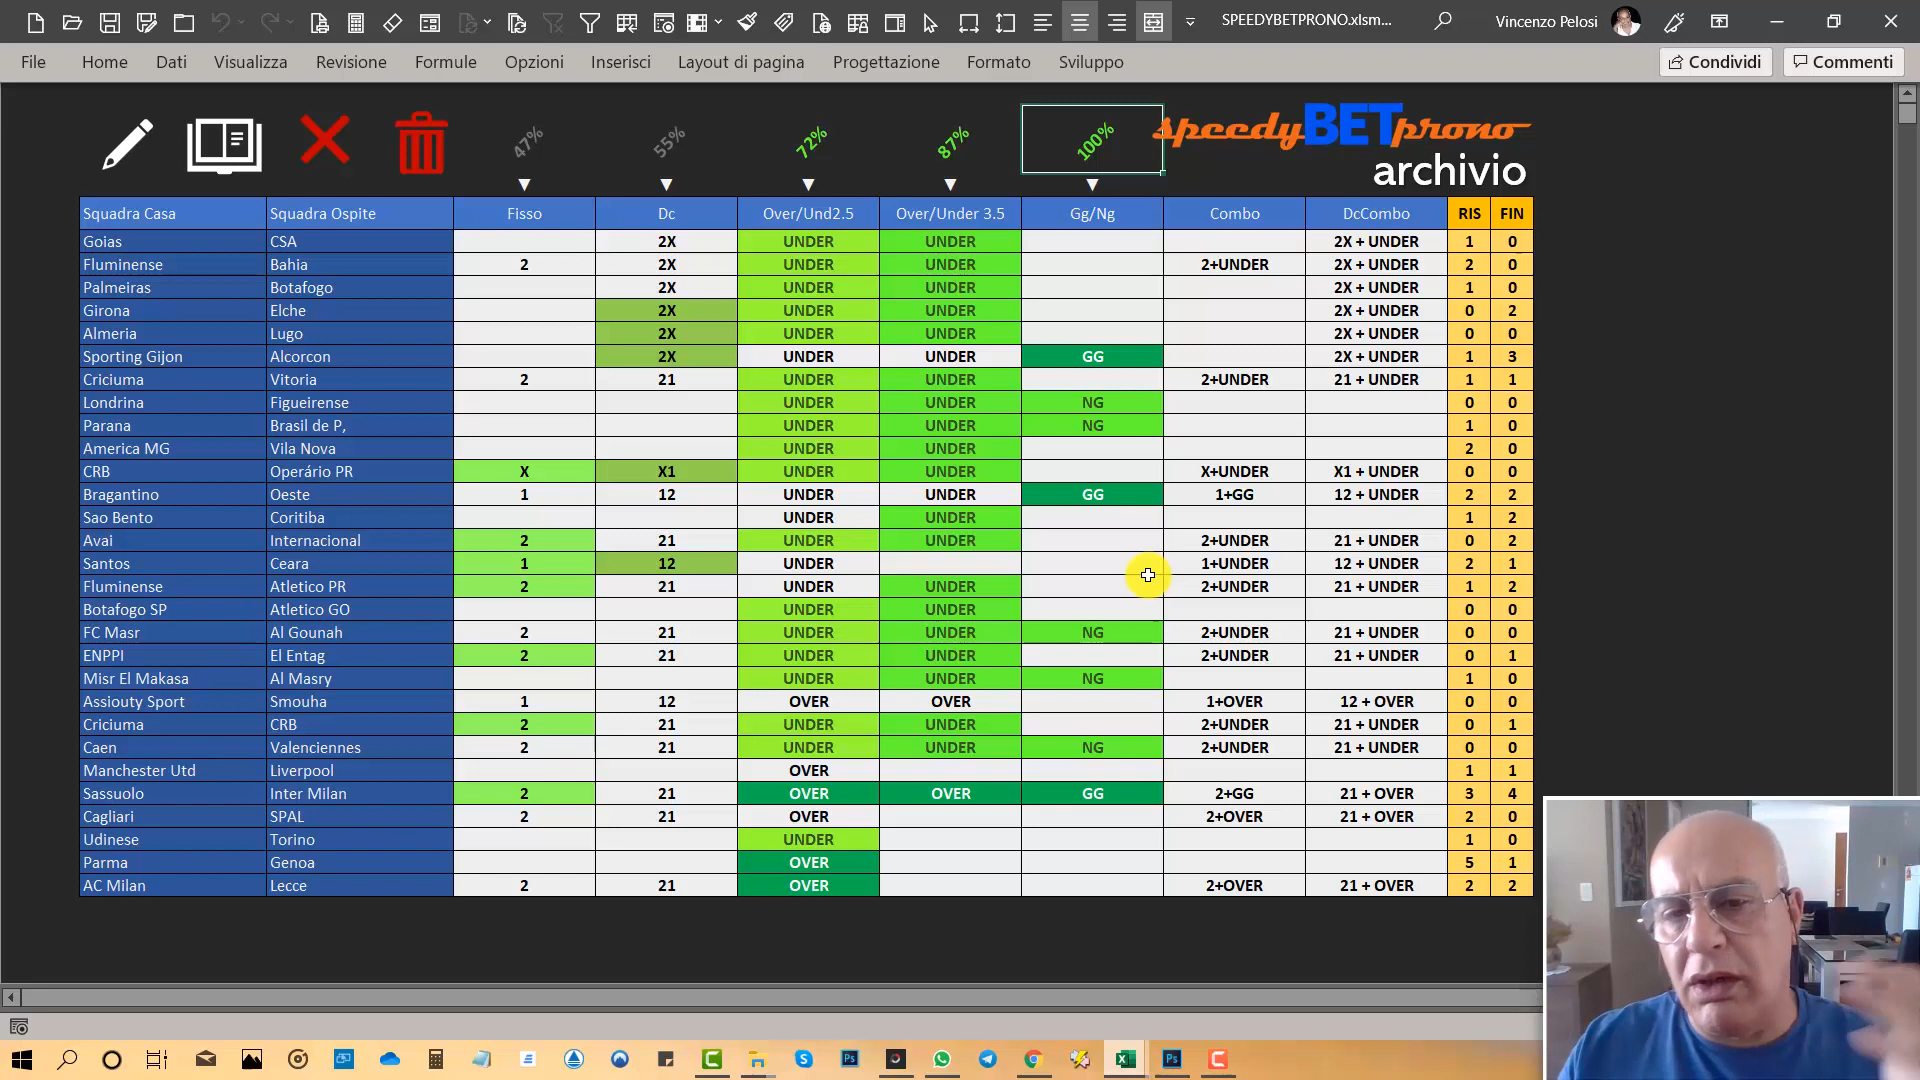 SPEEDYBETPRONO.xlsm... Vincenzo Pelosi
File Home Dati Visualizza Revisione Formule Opzioni Inserisci Layout di pagina Progettazione Formato Sviluppo Condividi Commenti
47% 55% 72% 87% 100% speedyBETprono
archivio
Squadra Casa Squadra Ospite Fisso Dc Over/Und2.5 Over/Under 3.5 Gg/Ng Combo DcCombo RIS FIN
Goias CSA 2X UNDER UNDER 2X + UNDER 1 0
Fluminense Bahia 2 2X UNDER UNDER 2+UNDER 2X + UNDER 2 0
Palmeiras Botafogo 2X UNDER UNDER 2X + UNDER 1 0
Girona Elche 2X UNDER UNDER 2X + UNDER 0 2
Almeria Lugo 2X UNDER UNDER 2X + UNDER 0 0
Sporting Gijon Alcorcon 2X UNDER UNDER GG 2X + UNDER 1 3
Criciuma Vitoria 2 21 UNDER UNDER 2+UNDER 21 + UNDER 1 1
Londrina Figueirense UNDER UNDER NG 0 0
Parana Brasil de P, UNDER UNDER NG 1 0
America MG Vila Nova UNDER UNDER 2 0
CRB Operário PR X X1 UNDER UNDER X+UNDER X1 + UNDER 0 0
Bragantino Oeste 1 12 UNDER UNDER GG 1+GG 12 + UNDER 2 2
Sao Bento Coritiba UNDER UNDER 1 2
Avai Internacional 2 21 UNDER UNDER 2+UNDER 21 + UNDER 0 2
Santos Ceara 1 12 UNDER 1+UNDER 12 + UNDER 2 1
Fluminense Atletico PR 2 21 UNDER UNDER 2+UNDER 21 + UNDER 1 2
Botafogo SP Atletico GO UNDER UNDER 0 0
FC Masr Al Gounah 2 21 UNDER UNDER NG 2+UNDER 21 + UNDER 0 0
ENPPI El Entag 2 21 UNDER UNDER 2+UNDER 21 + UNDER 0 1
Misr El Makasa Al Masry UNDER UNDER NG 1 0
Assiouty Sport Smouha 1 12 OVER OVER 1+OVER 12 + OVER 0 0
Criciuma CRB 2 21 UNDER UNDER 2+UNDER 21 + UNDER 0 1
Caen Valenciennes 2 21 UNDER UNDER NG 2+UNDER 21 + UNDER 0 0
Manchester Utd Liverpool OVER 1 1
Sassuolo Inter Milan 2 21 OVER OVER GG 2+GG 21 + OVER 3 4
Cagliari SPAL 2 21 OVER 2+OVER 21 + OVER 2 0
Udinese Torino UNDER 1 0
Parma Genoa OVER 5 1
AC Milan Lecce 2 21 OVER 2+OVER 21 + OVER 2 2